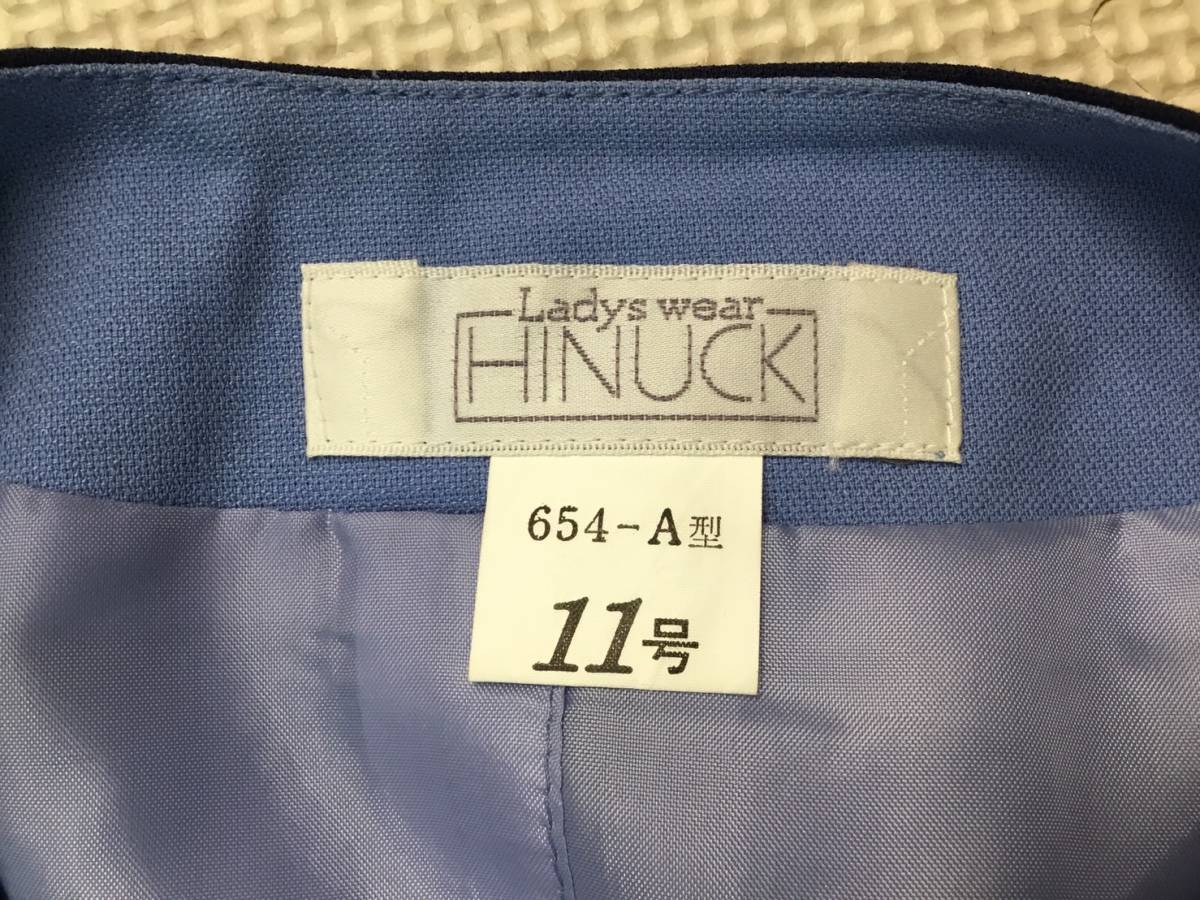 Ladys wear
HINUCK
654-A型
11号